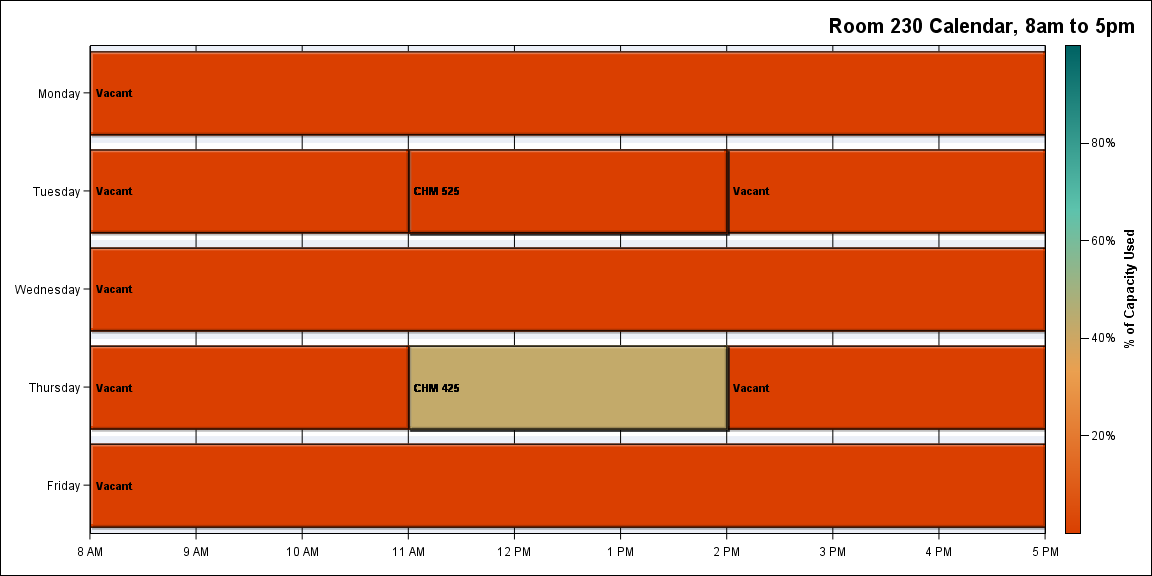 Room 230 Calendar, 8am to 5pm
Monday
Vacant
Tuesday
Vacant
CHM 525
Vacant
Wednesday
Vacant
Thursday
Vacant
CHM 425
Vacant
Friday
Vacant
8 AM
9 AM
10 AM
11 AM
12 PM
1 PM
2 PM
3 PM
4 PM
5 PM
80%
60%
40%
20%
% of Capacity Used